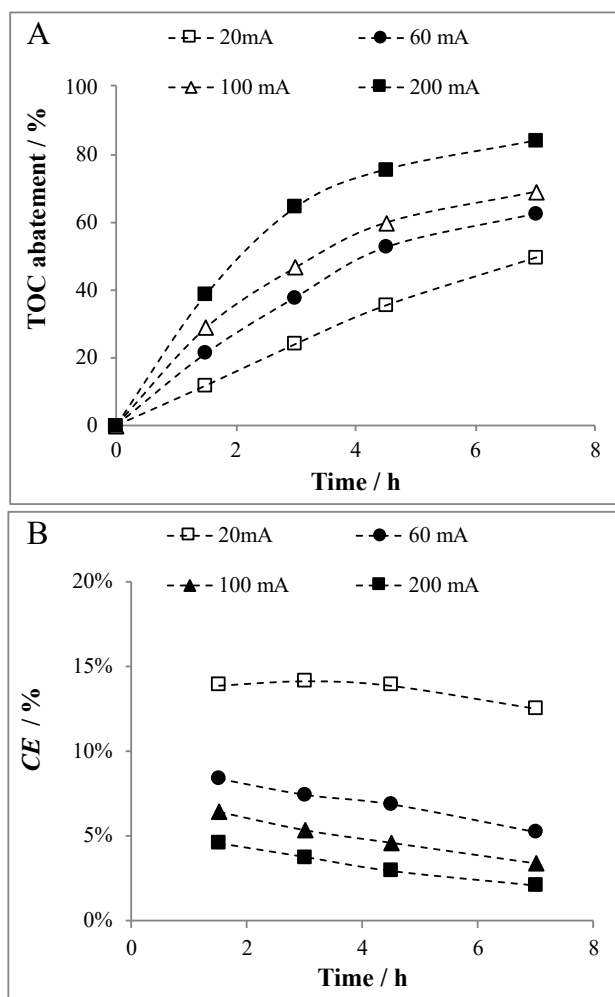 A
20mA 60 mA
100 mA 200 mA
100
80
60
40
20
0
TOC abatement / %
0 2 4 6 8
Time / h
B
20mA 60 mA
100 mA 200 mA
20%
15%
10%
5%
0%
CE / %
0 2 4 6 8
Time / h